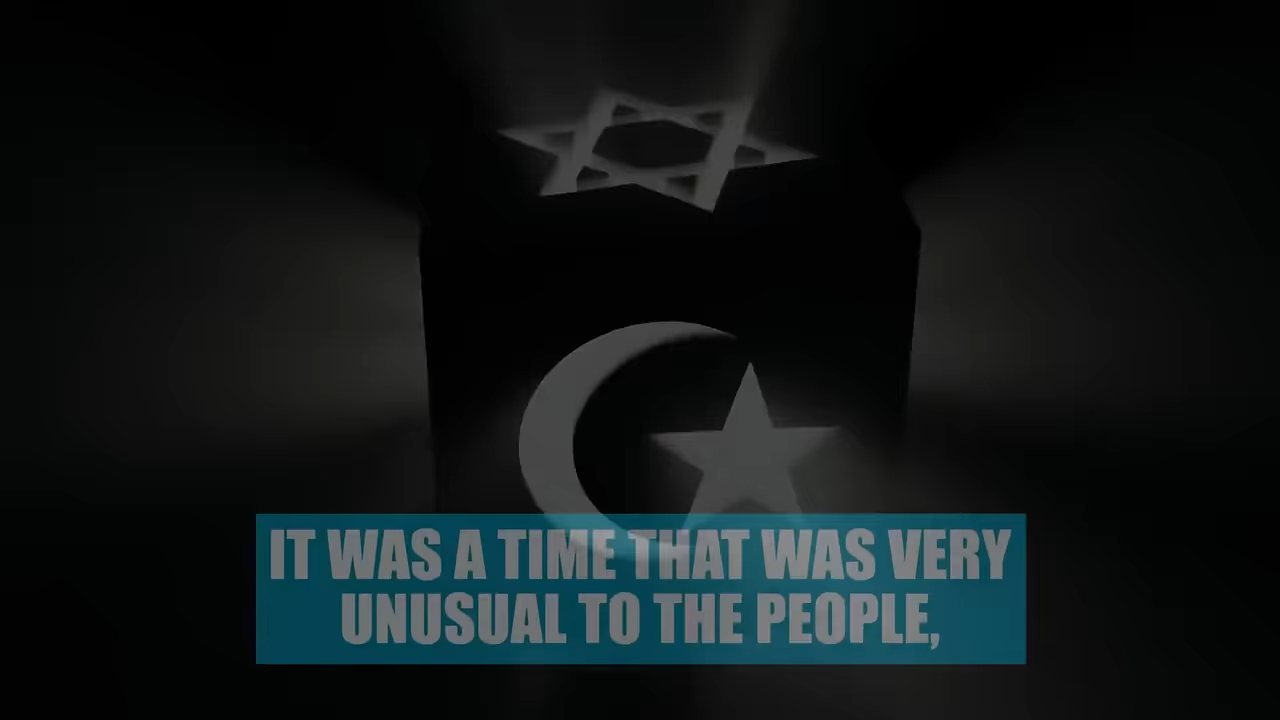 IT WAS A TIME THAT WAS VERY
UNUSUAL TO THE PEOPLE,